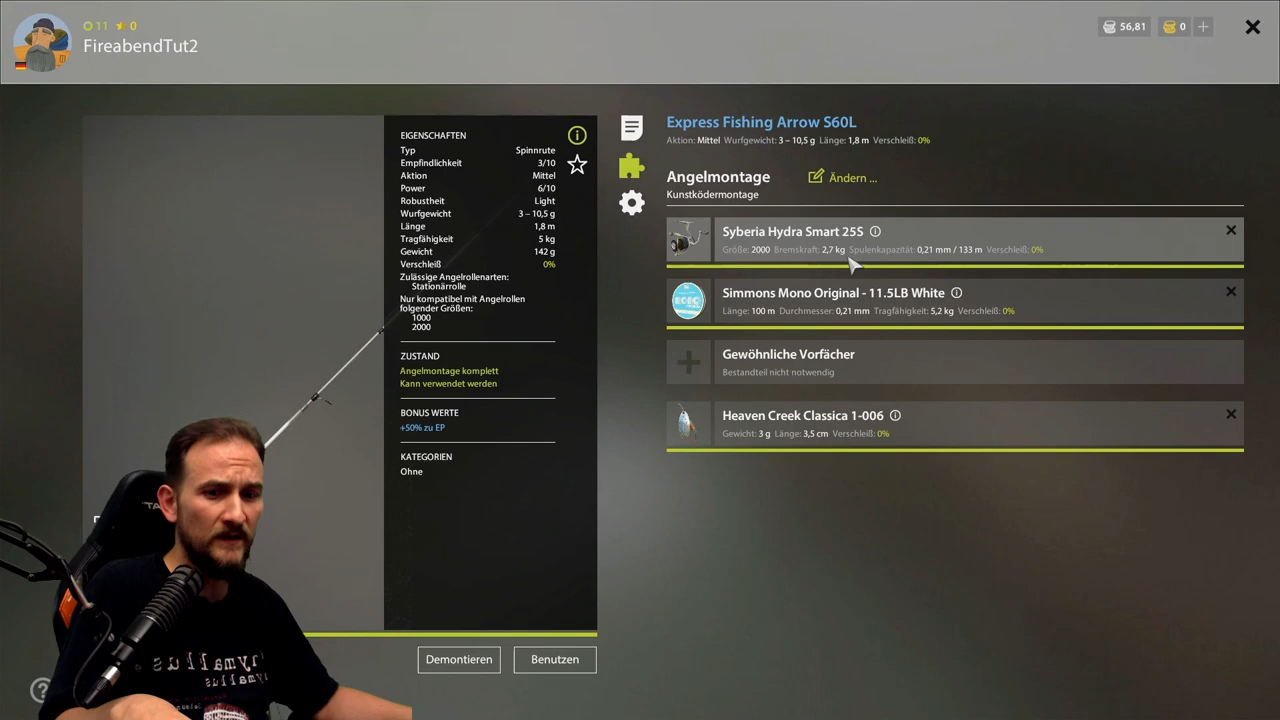 11 0
FireabendTut2
56,81 0
EIGENSCHAFTEN
Typ Spinnrute
Empfindlichkeit 3/10
Aktion Mittel
Power 6/10
Robustheit Light
Wurfgewicht 3 – 10,5 g
Länge 1,8 m
Tragfähigkeit 5 kg
Gewicht 142 g
Verschleiß 0%
Zulässige Angelrollenarten:
Stationärrolle
Nur kompatibel mit Angelrollen
folgender Größen:
1000
2000
ZUSTAND
Angelmontage komplett
Kann verwendet werden
BONUS WERTE
+50% zu EP
KATEGORIEN
Ohne
Demontieren Benutzen
Express Fishing Arrow S60L
Aktion: Mittel Wurfgewicht: 3 – 10,5 g Länge: 1,8 m Verschleiß: 0%
Angelmontage Ändern ...
Kunstködermontage
Syberia Hydra Smart 25S
Größe: 2000 Bremskraft: 2,7 kg Spulenkapazität: 0,21 mm / 133 m Verschleiß: 0%
Simmons Mono Original - 11.5LB White
Länge: 100 m Durchmesser: 0,21 mm Tragfähigkeit: 5,2 kg Verschleiß: 0%
Gewöhnliche Vorfächer
Bestandteil nicht notwendig
Heaven Creek Classica 1-006
Gewicht: 3 g Länge: 3,5 cm Verschleiß: 0%